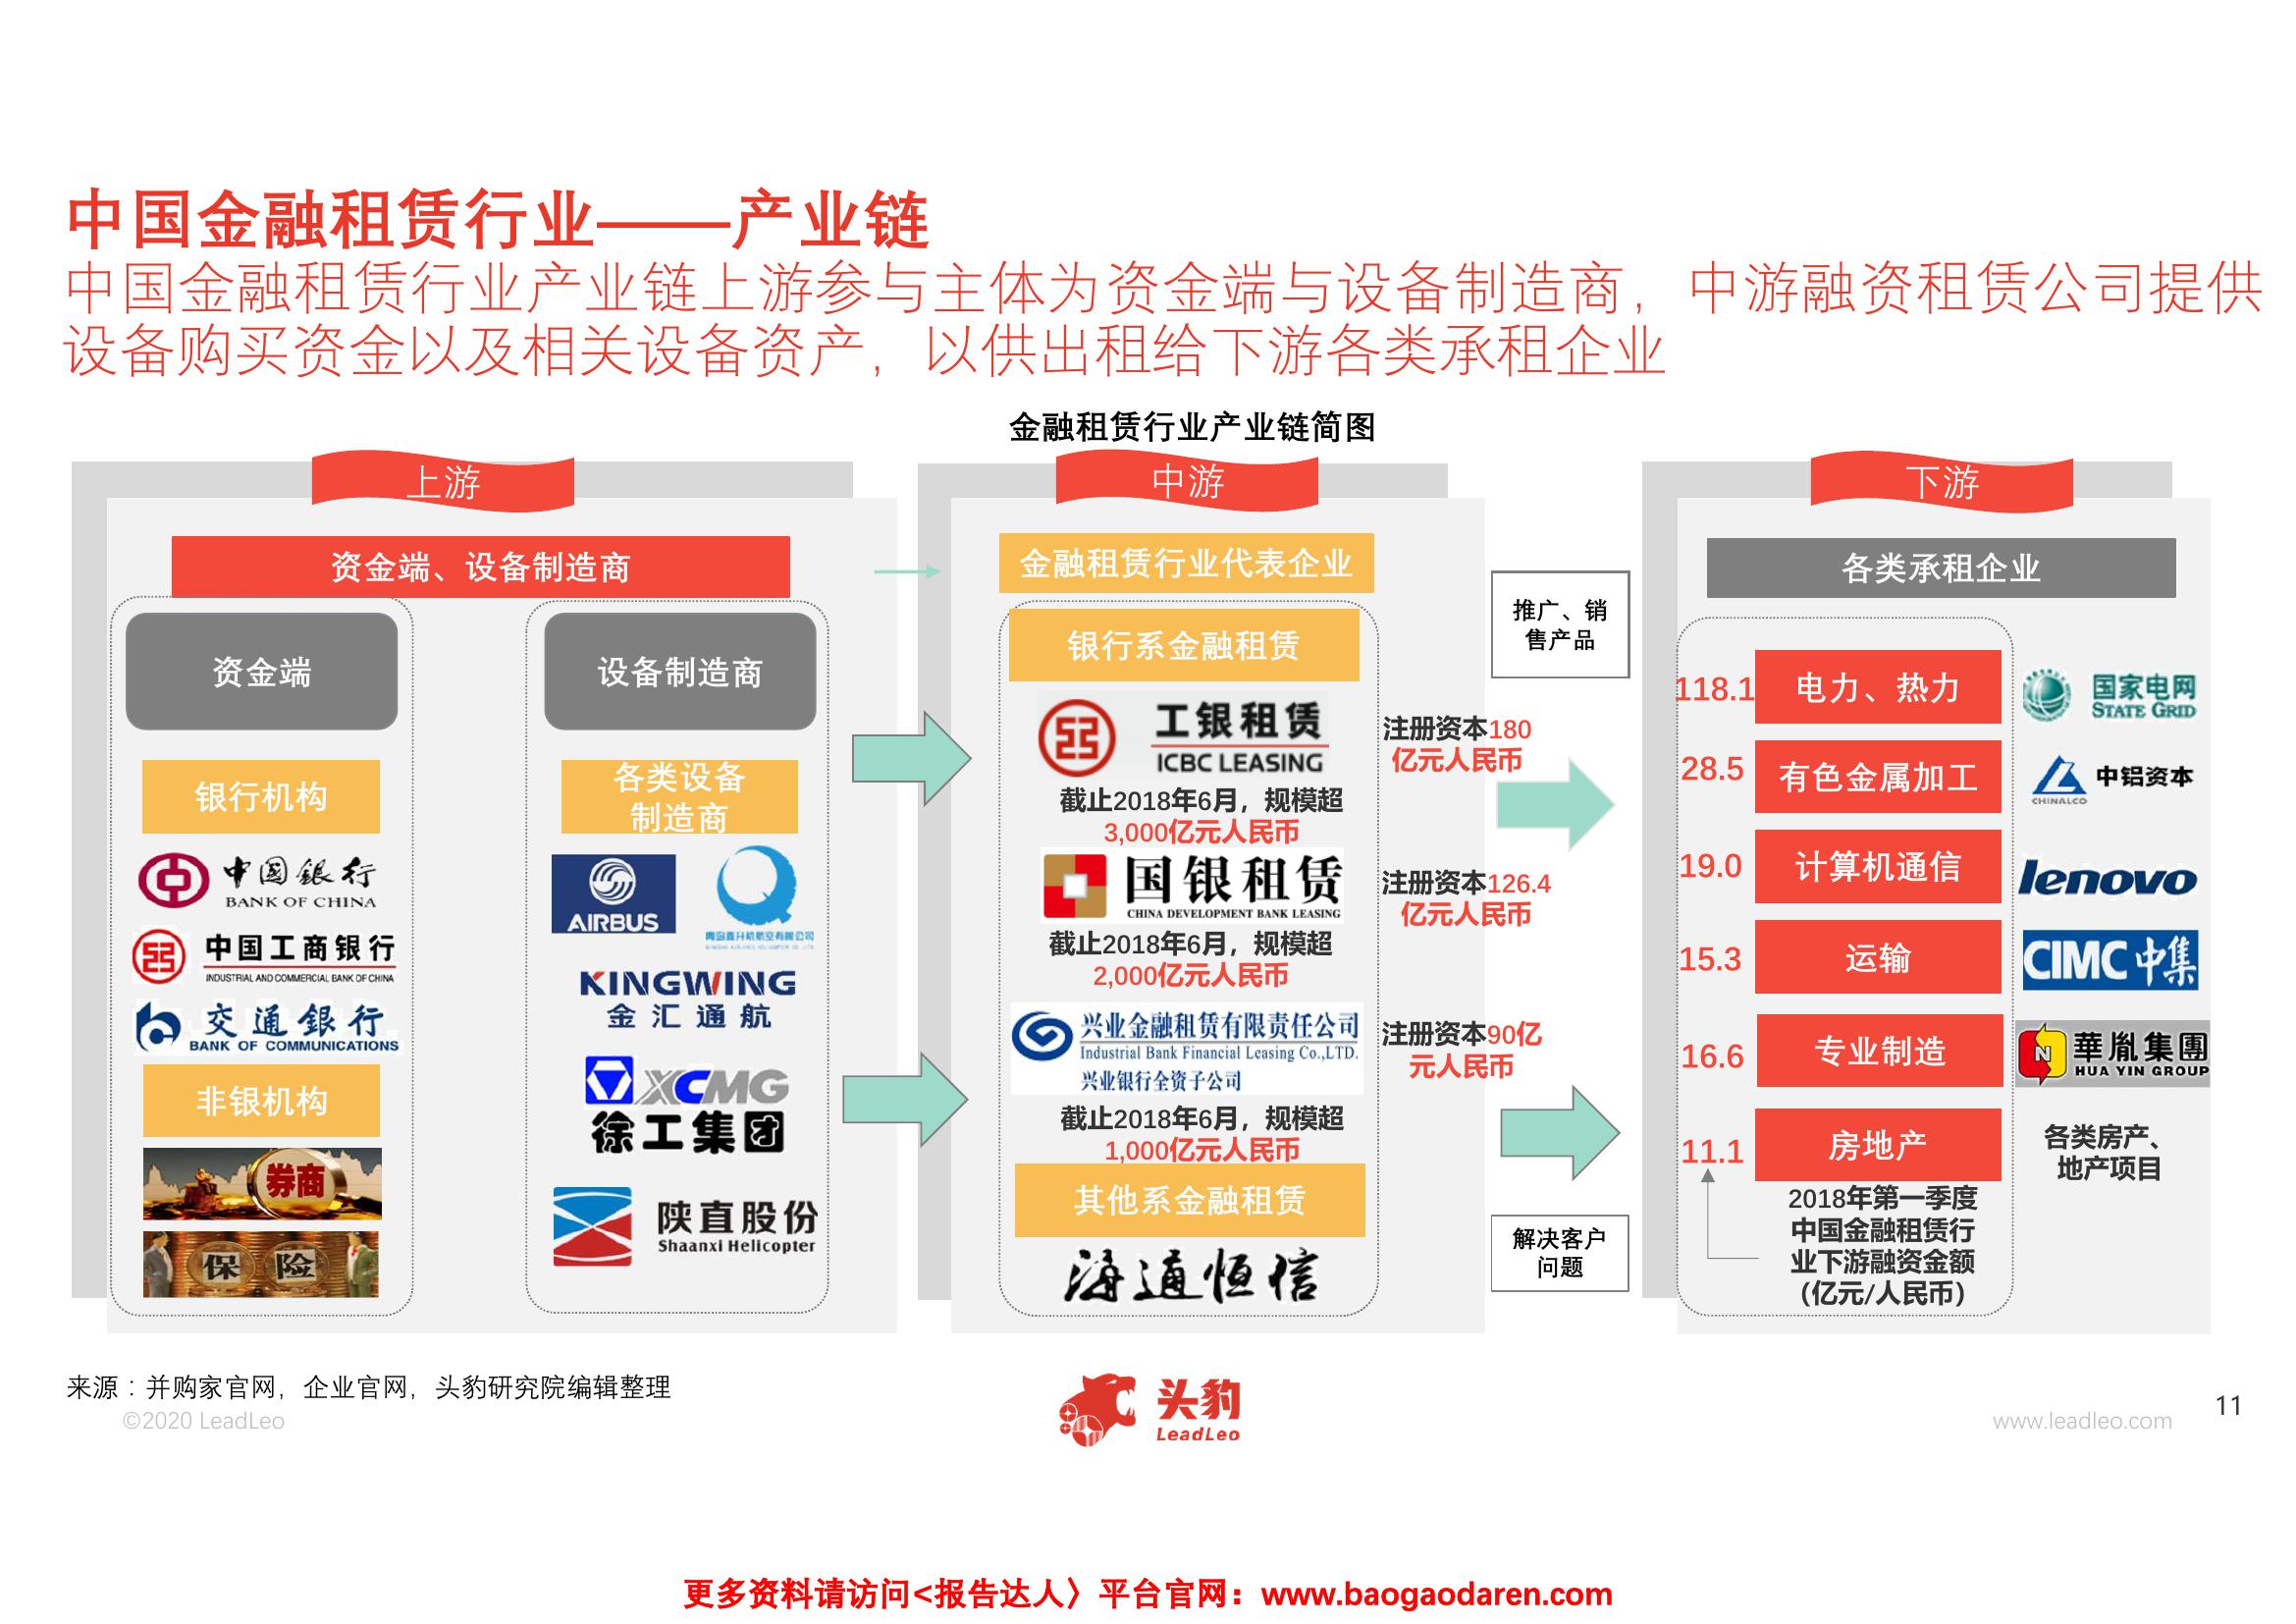 中国金融租赁行业——产业链
中国金融租赁行业产业链上游参与主体为资金端与设备制造商，中游融资租赁公司提供
设备购买资金以及相关设备资产，以供出租给下游各类承租企业
金融租赁行业产业链简图
上游
资金端、设备制造商
资金端
银行机构
中国银行
BANK OF CHINA
中国工商银行
INDUSTRIAL AND COMMERCIAL BANK OF CHINA
交通银行
BANK OF COMMUNICATIONS
非银机构
券商
保险
设备制造商
各类设备
制造商
AIRBUS
青岛直升机航空有限公司
KINGWING
金汇通航
XCMG
徐工集团
陕直股份
Shaanxi Helicopter
中游
金融租赁行业代表企业
银行系金融租赁
工银租赁
ICBC LEASING
截止2018年6月，规模超
3,000亿元人民币
注册资本180
亿元人民币
国银租赁
CHINA DEVELOPMENT BANK LEASING
截止2018年6月，规模超
2,000亿元人民币
注册资本126.4
亿元人民币
兴业金融租赁有限责任公司
Industrial Bank Financial Leasing Co.,LTD.
兴业银行全资子公司
截止2018年6月，规模超
1,000亿元人民币
注册资本90亿
元人民币
其他系金融租赁
海通恒信
推广、销
售产品
解决客户
问题
下游
各类承租企业
118.1 电力、热力
国家电网
STATE GRID
28.5 有色金属加工
中铝资本
CHINALCO
19.0 计算机通信
lenovo
15.3 运输
CIMC中集
16.6 专业制造
N
華胤集團
HUA YIN GROUP
11.1 房地产
各类房产、
地产项目
2018年第一季度
中国金融租赁行
业下游融资金额
（亿元/人民币）
来源：并购家官网，企业官网，头豹研究院编辑整理
©2020 LeadLeo
头豹
LeadLeo
www.leadleo.com
11
更多资料请访问<报告达人〉平台官网：www.baogaodaren.com